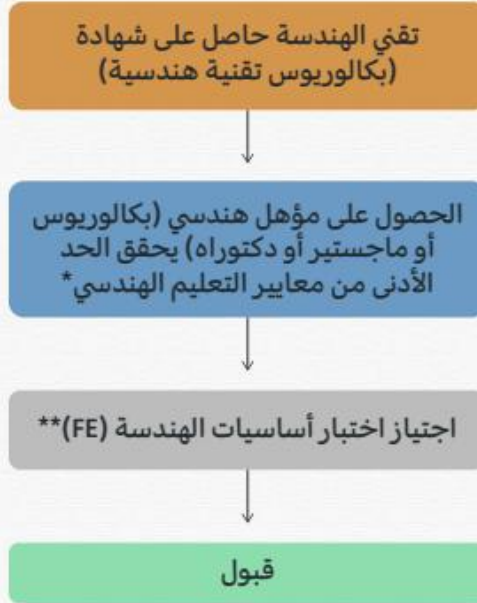 تقني الهندسة حاصل على شهادة
(بكالوريوس تقنية هندسية)
الحصول على مؤهل هندسي (بكالوريوس
أو ماجستير أو دكتوراه) يحقق الحد
الأدنى من معايير التعليم الهندسي*
اجتياز اختبار أساسيات الهندسة (FE)**
قبول